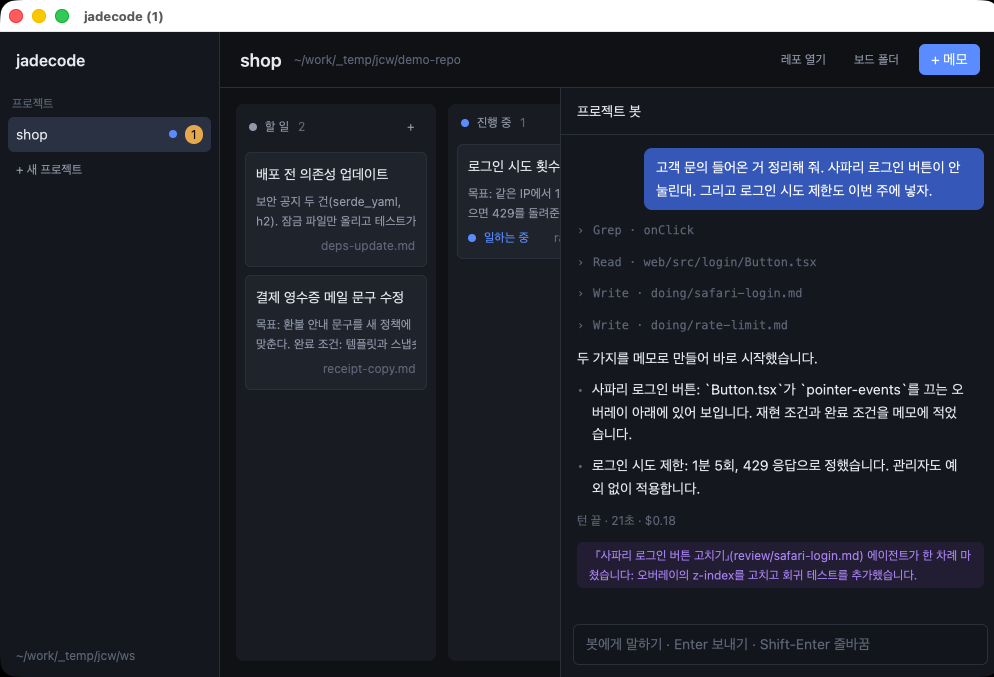 jadecode (1)
jadecode
프로젝트
shop
1
+ 새 프로젝트
~/work/_temp/jcw/ws
shop ~/work/_temp/jcw/demo-repo
레포 열기
보드 폴더
+ 메모
할 일 2 +
배포 전 의존성 업데이트
보안 공지 두 건(serde_yaml,
h2). 잠금 파일만 올리고 테스트가
deps-update.md
결제 영수증 메일 문구 수정
목표: 환불 안내 문구를 새 정책에
맞춘다. 완료 조건: 템플릿과 스냅숏
receipt-copy.md
진행 중 1
로그인 시도 횟수
목표: 같은 IP에서 1
으면 429를 돌려준
일하는 중 ra
프로젝트 봇
고객 문의 들어온 거 정리해 줘. 사파리 로그인 버튼이 안
눌린대. 그리고 로그인 시도 제한도 이번 주에 넣자.
› Grep · onClick
› Read · web/src/login/Button.tsx
› Write · doing/safari-login.md
› Write · doing/rate-limit.md
두 가지를 메모로 만들어 바로 시작했습니다.
• 사파리 로그인 버튼: `Button.tsx`가 `pointer-events`를 끄는 오
버레이 아래에 있어 보입니다. 재현 조건과 완료 조건을 메모에 적었
습니다.
• 로그인 시도 제한: 1분 5회, 429 응답으로 정했습니다. 관리자도 예
외 없이 적용합니다.
턴 끝 · 21초 · $0.18
『사파리 로그인 버튼 고치기』(review/safari-login.md) 에이전트가 한 차례 마
쳤습니다: 오버레이의 z-index를 고치고 회귀 테스트를 추가했습니다.
봇에게 말하기 · Enter 보내기 · Shift-Enter 줄바꿈